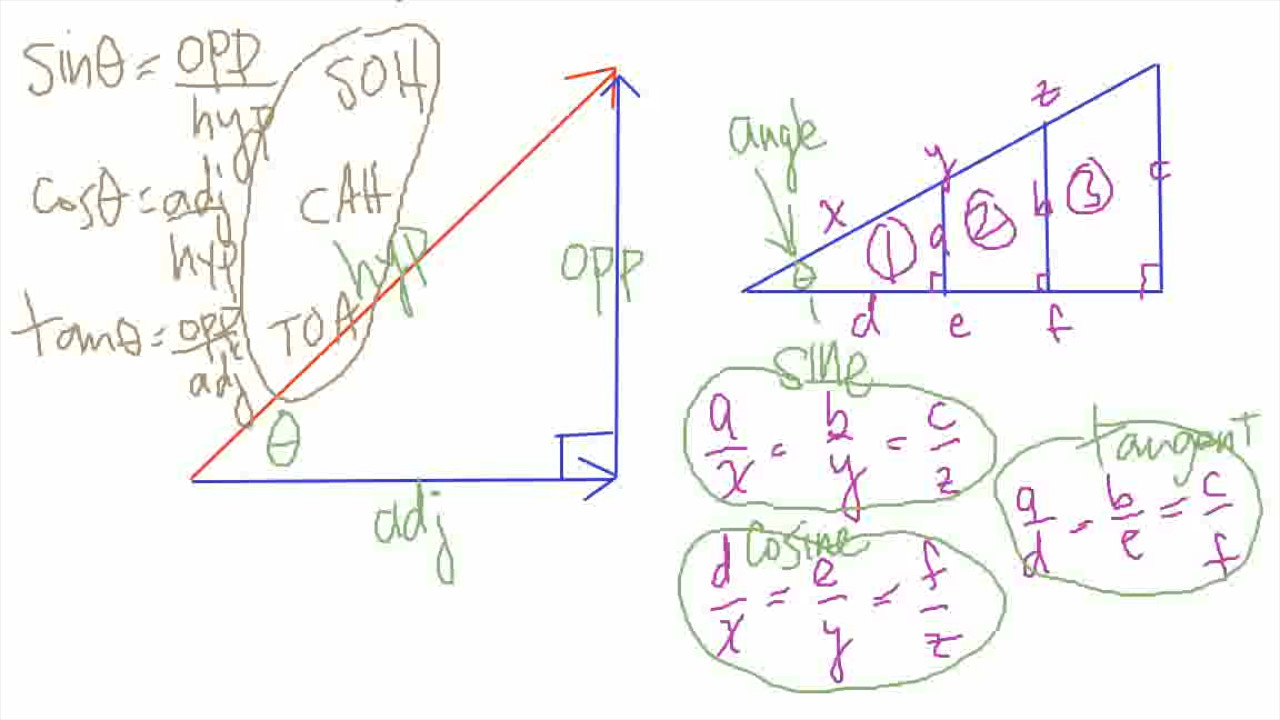 sinθ = opp/hyp
SOH
cosθ = adj/hyp
CAH
tanθ = opp/adj
TOA
hyp
opp
θ
adj
angle
θ
x
y
z
a
b
c
1
2
3
d
e
f
sine
a/x = b/y = c/z
cosine
d/x = e/y = f/z
tangent
a/d = b/e = c/f